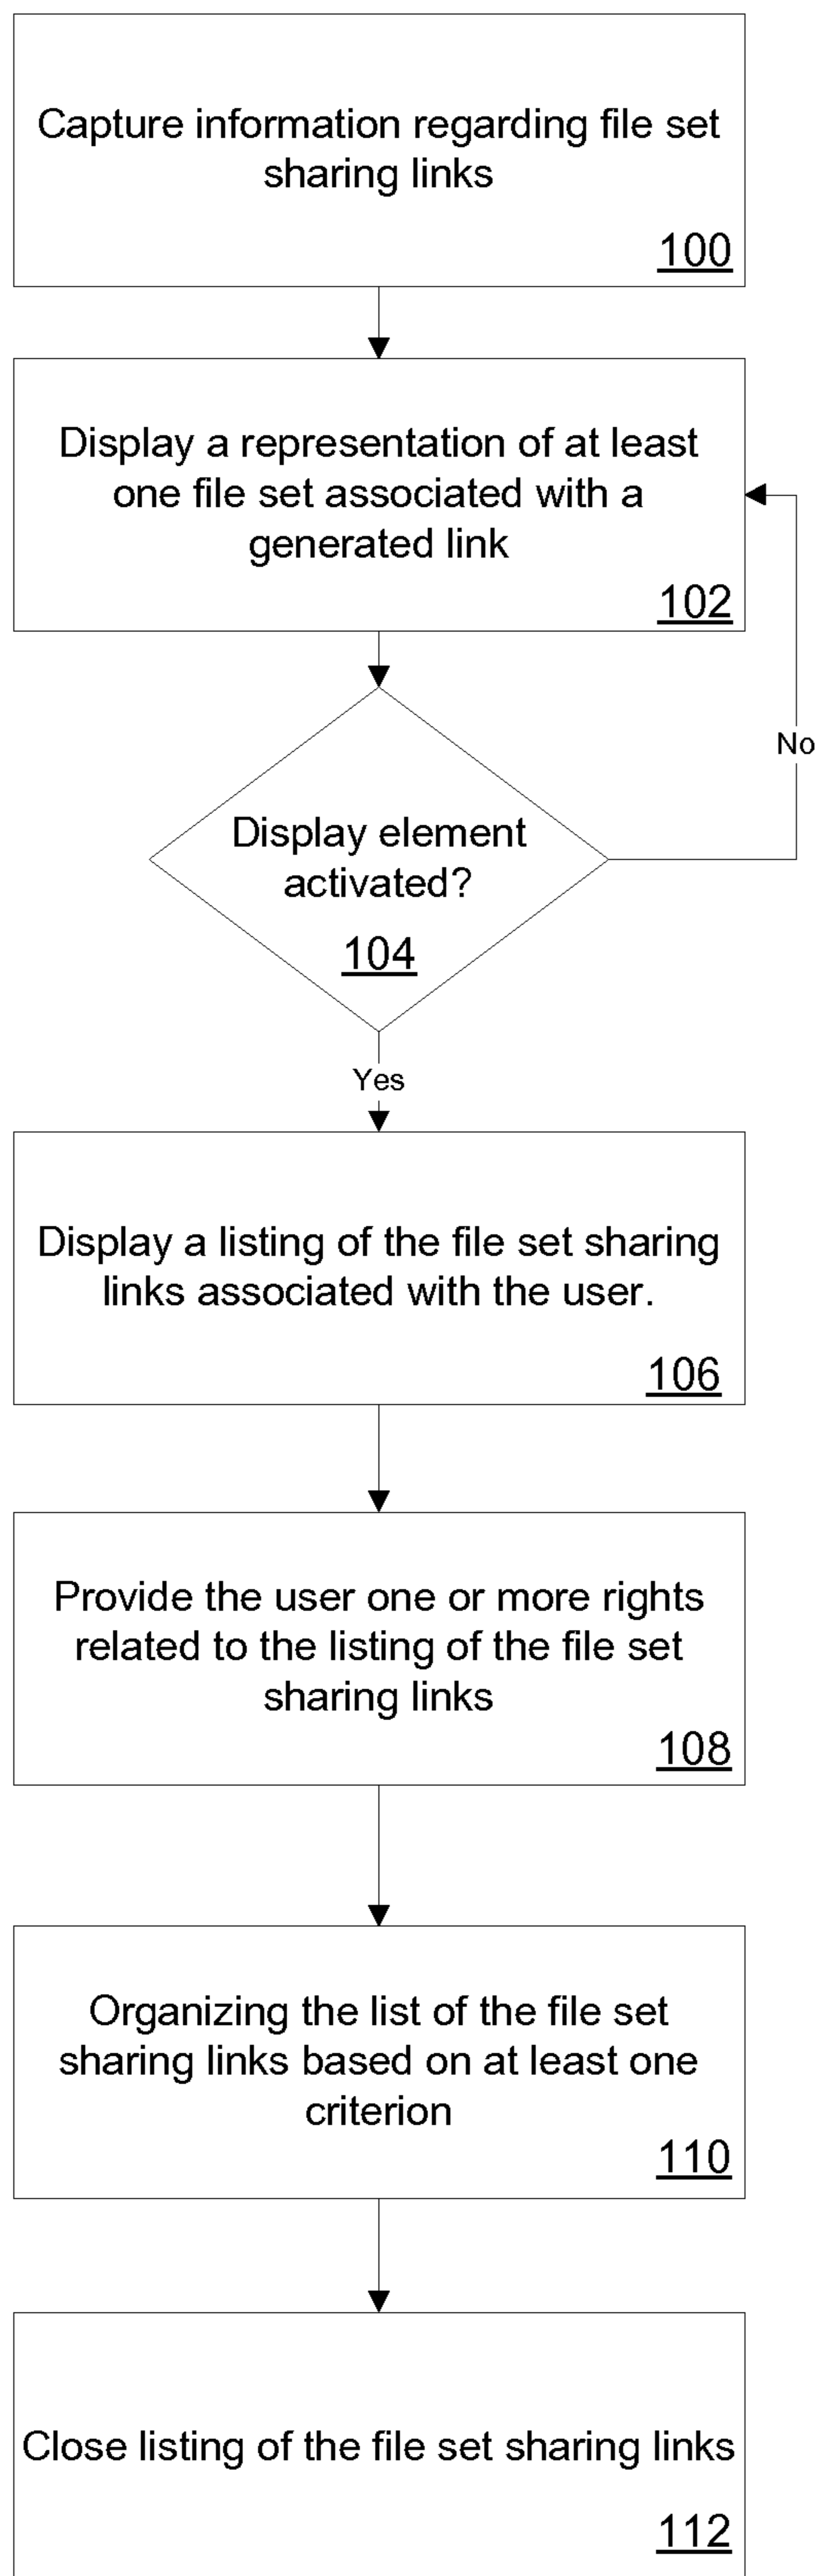 Capture information regarding file set
sharing links
100
Display a representation of at least
one file set associated with a
generated link
102
No
Display element
activated?
104
Yes
Display a listing of the file set sharing
links associated with the user.
106
Provide the user one or more rights
related to the listing of the file set
sharing links
108
Organizing the list of the file set
sharing links based on at least one
criterion
110
Close listing of the file set sharing links
112